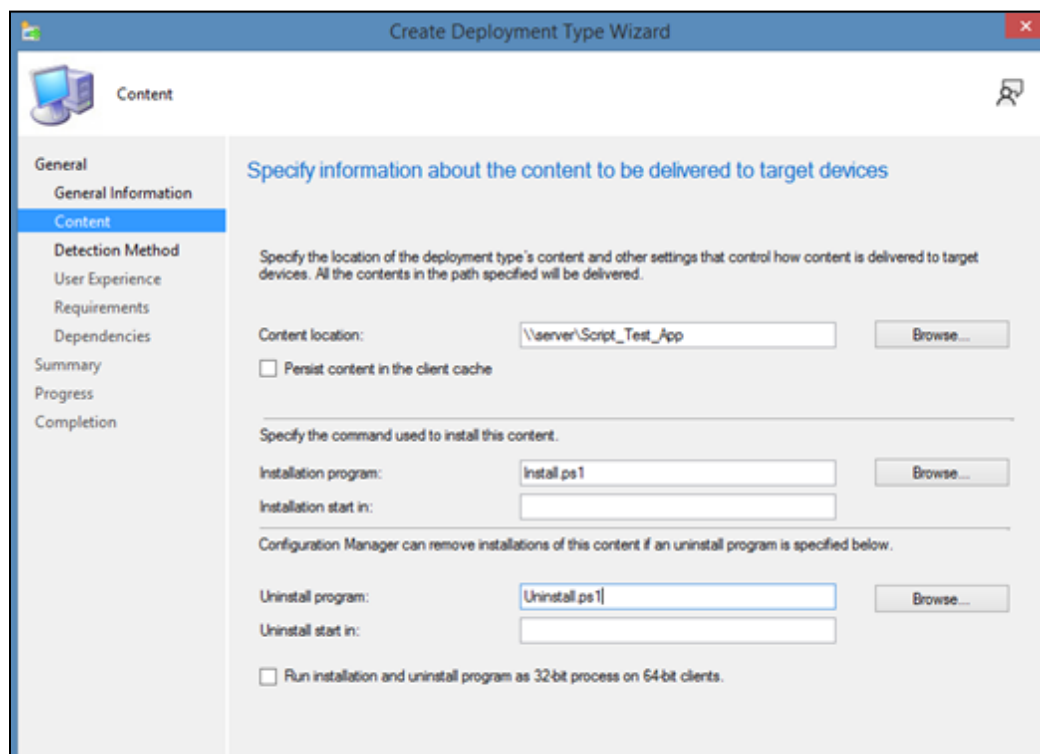 Create Deployment Type Wizard
Content
General
General Information
Content
Detection Method
User Experience
Requirements
Dependencies
Summary
Progress
Completion
Specify information about the content to be delivered to target devices
Specify the location of the deployment type's content and other settings that control how content is delivered to target
devices. All the contents in the path specified will be delivered.
Content location: \\server\Script_Test_App Browse...
Persist content in the client cache
Specify the command used to install this content.
Installation program: Install.ps1 Browse...
Installation start in:
Configuration Manager can remove installations of this content if an uninstall program is specified below.
Uninstall program: Uninstall.ps1 Browse...
Uninstall start in:
Run installation and uninstall program as 32-bit process on 64-bit clients.